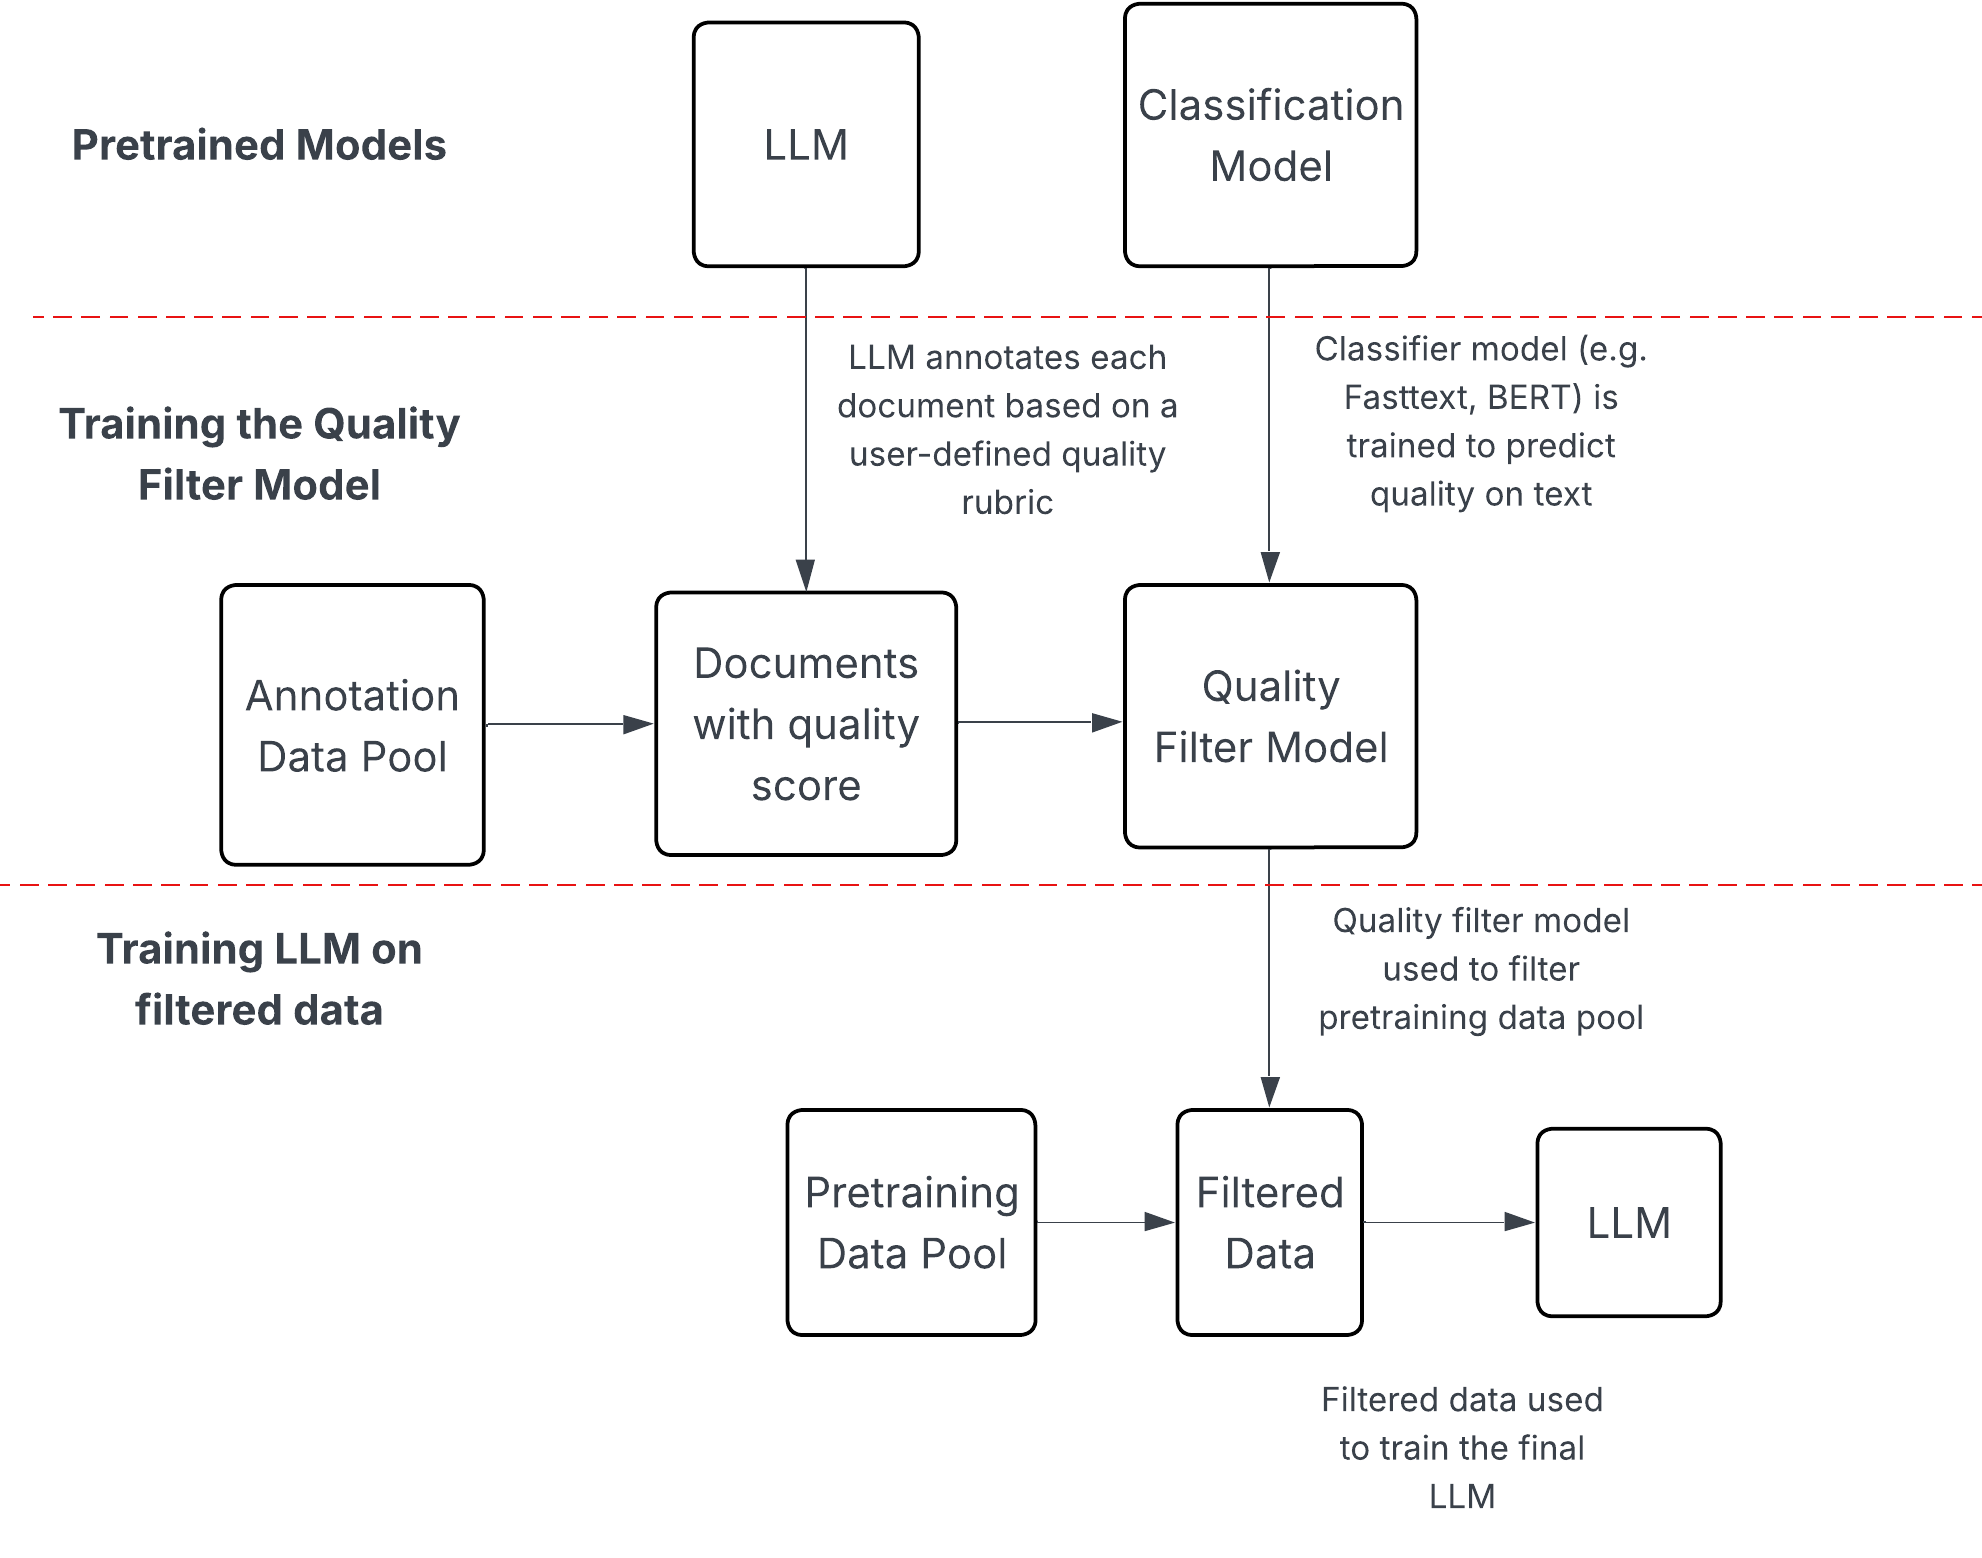 Pretrained Models
LLM
Classification
Model
LLM annotates each
document based on a
user-defined quality
rubric
Classifier model (e.g.
Fasttext, BERT) is
trained to predict
quality on text
Training the Quality
Filter Model
Annotation
Data Pool
Documents
with quality
score
Quality
Filter Model
Training LLM on
filtered data
Quality filter model
used to filter
pretraining data pool
Pretraining
Data Pool
Filtered
Data
LLM
Filtered data used
to train the final
LLM